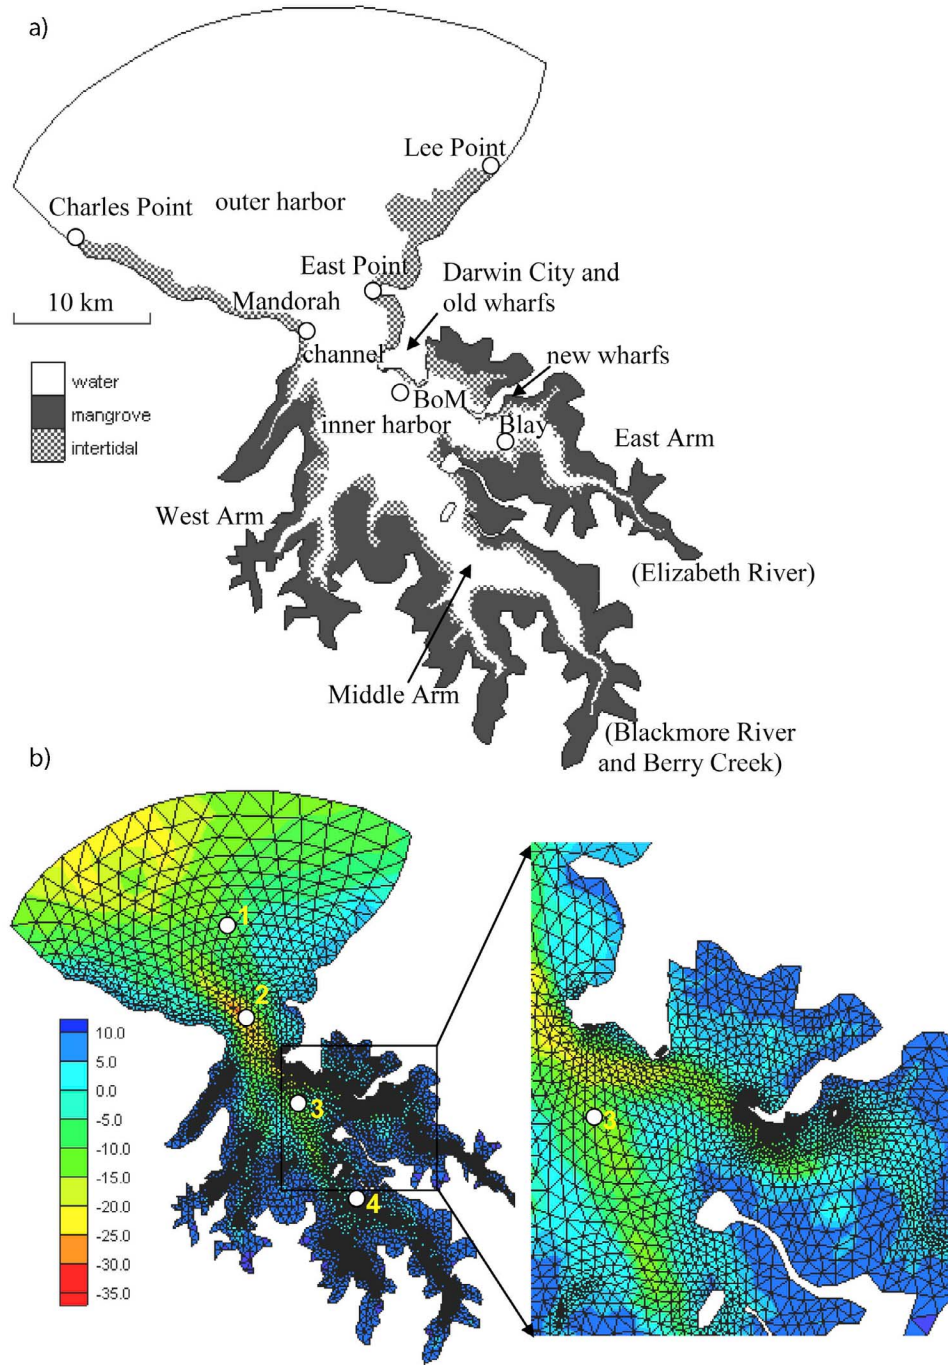 a)
Lee Point
Charles Point
outer harbor
East Point
Darwin City and
old wharfs
10 km
Mandorah
channel
new wharfs
water
BoM
mangrove
inner harbor
Blay
intertidal
East Arm
West Arm
(Elizabeth River)
Middle Arm
(Blackmore River
and Berry Creek)
b)
1
2
3
4
10.0
5.0
0.0
-5.0
-10.0
-15.0
-20.0
-25.0
-30.0
-35.0
3